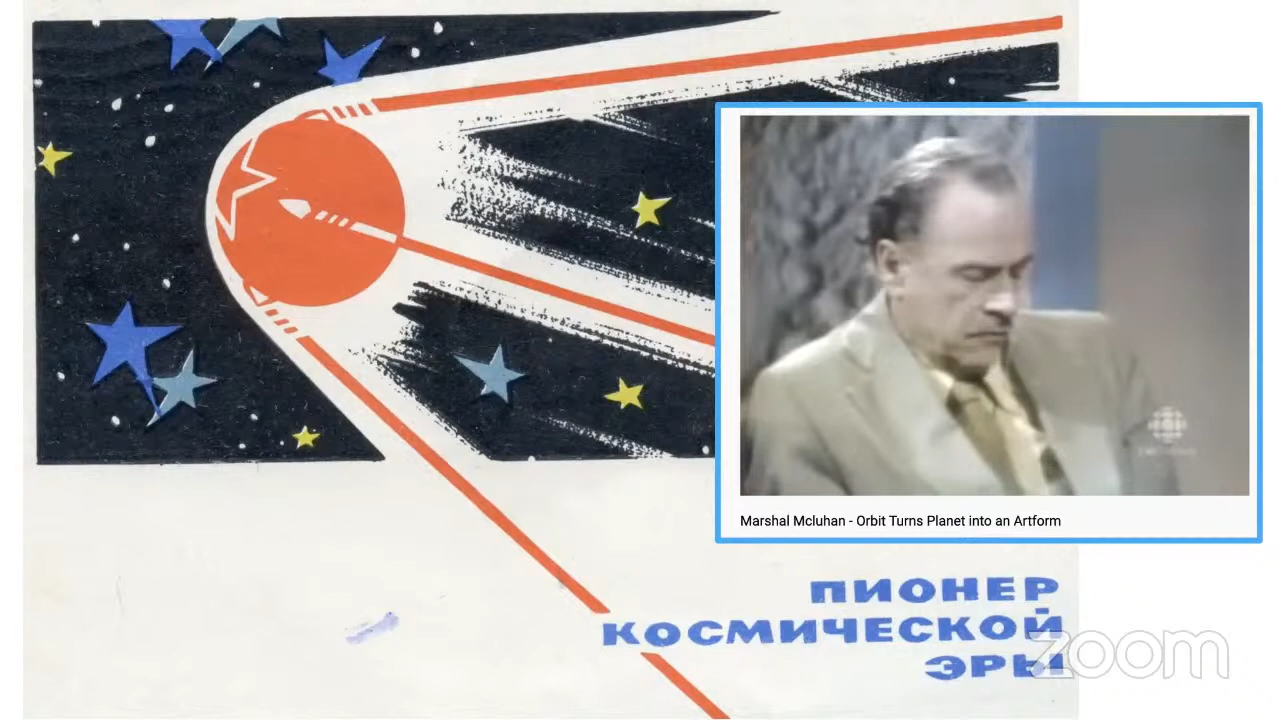 Marshal Mcluhan - Orbit Turns Planet into an Artform
ПИОНЕР
КОСМИЧЕСКОЙ
ЭРЫ
zoom